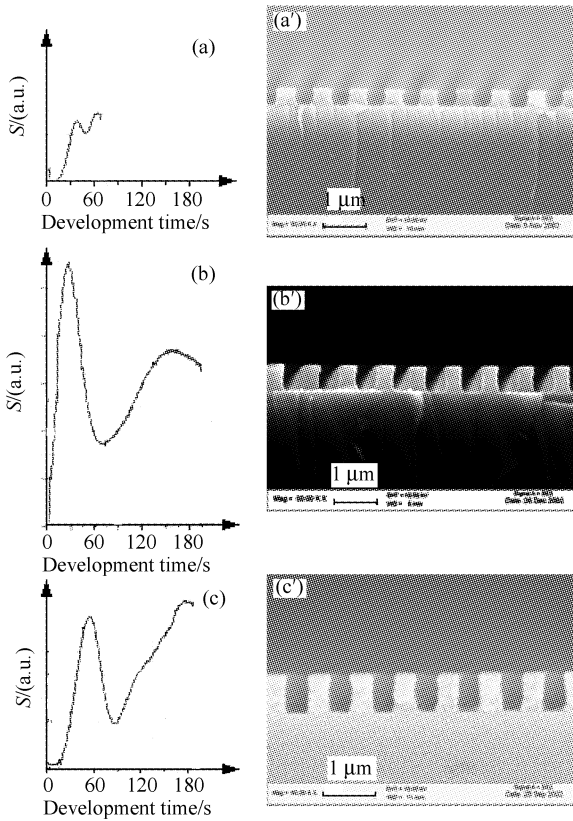 (a)
S/(a.u.)
0 60 120 180
Development time/s
(a′)
1 μm
(b)
S/(a.u.)
0 60 120 180
Development time/s
(b′)
1 μm
(c)
S/(a.u.)
0 60 120 180
Development time/s
(c′)
1 μm